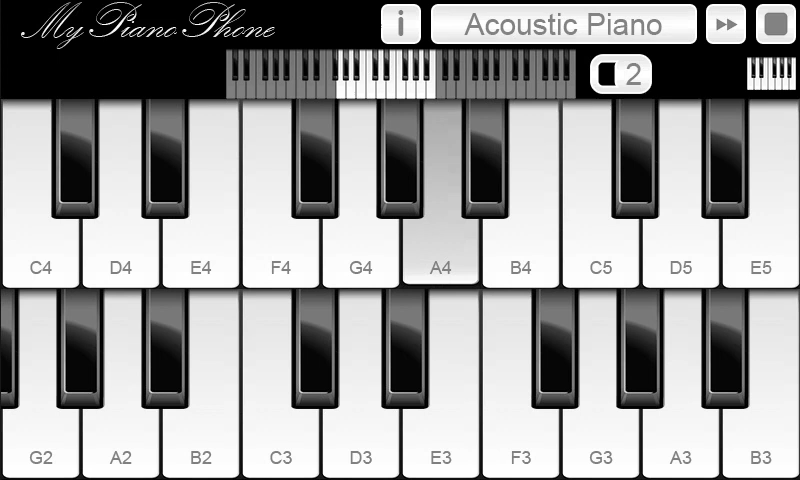 My Piano Phone
i
Acoustic Piano
2
C4 D4 E4 F4 G4 A4 B4 C5 D5 E5
G2 A2 B2 C3 D3 E3 F3 G3 A3 B3